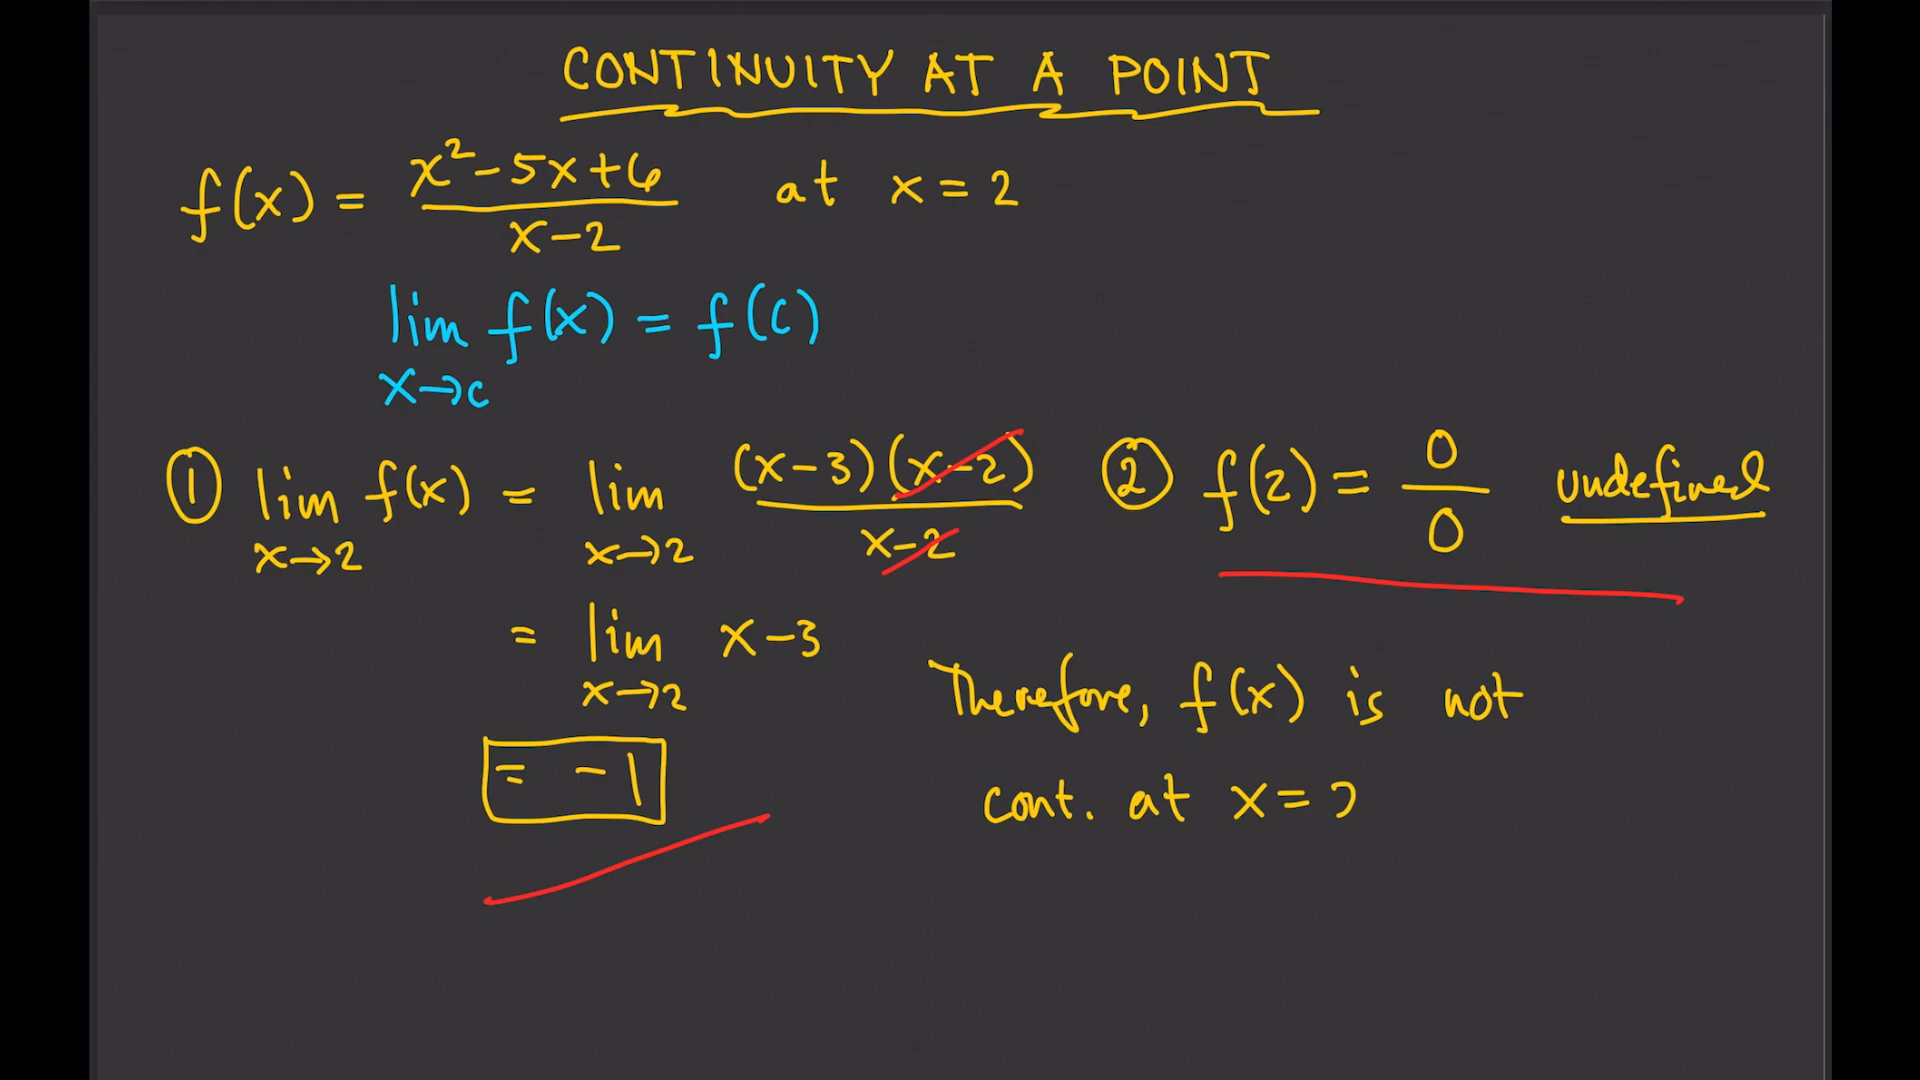 CONTINUITY AT A POINT
f(x) = (x²-5x+6)/(x-2) at x = 2
lim x→c f(x) = f(c)
① lim x→2 f(x) = lim x→2 (x-3)(x-2)/(x-2)
= lim x→2 x-3
= -1
② f(2) = 0/0 undefined
Therefore, f(x) is not
cont. at x =